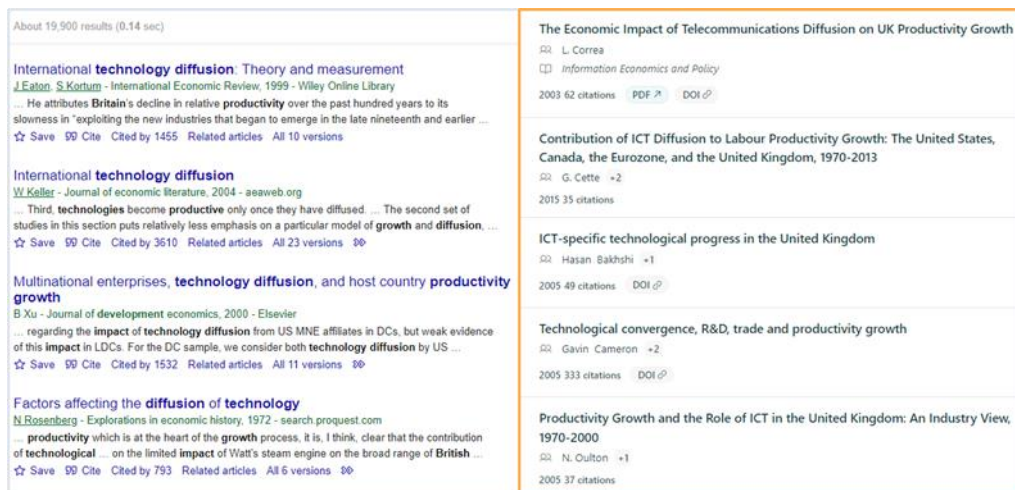 About 19,900 results (0.14 sec)
International technology diffusion: Theory and measurement
J Eaton, S Kortum - International Economic Review, 1999 - Wiley Online Library
... He attributes Britain's decline in relative productivity over the past hundred years to its
slowness in "exploiting the new industries that began to emerge in the late nineteenth and earlier ...
Save Cite Cited by 1455 Related articles All 10 versions
International technology diffusion
W Keller - Journal of economic literature, 2004 - aeaweb.org
... Third, technologies become productive only once they have diffused. ... The second set of
studies in this section puts relatively less emphasis on a particular model of growth and diffusion, ...
Save Cite Cited by 3610 Related articles All 23 versions
Multinational enterprises, technology diffusion, and host country productivity
growth
B Xu - Journal of development economics, 2000 - Elsevier
... regarding the impact of technology diffusion from US MNE affiliates in DCs, but weak evidence
of this impact in LDCs. For the DC sample, we consider both technology diffusion by US ...
Save Cite Cited by 1532 Related articles All 11 versions
Factors affecting the diffusion of technology
N Rosenberg - Explorations in economic history, 1972 - search.proquest.com
... productivity which is at the heart of the growth process, it is, I think, clear that the contribution
of technological ... on the limited impact of Watt's steam engine on the broad range of British ...
Save Cite Cited by 793 Related articles All 6 versions
The Economic Impact of Telecommunications Diffusion on UK Productivity Growth
L. Correa
Information Economics and Policy
2003 62 citations PDF DOI
Contribution of ICT Diffusion to Labour Productivity Growth: The United States,
Canada, the Eurozone, and the United Kingdom, 1970-2013
G. Cette +2
2015 35 citations
ICT-specific technological progress in the United Kingdom
Hasan Bakhshi +1
2005 49 citations DOI
Technological convergence, R&D, trade and productivity growth
Gavin Cameron +2
2005 333 citations DOI
Productivity Growth and the Role of ICT in the United Kingdom: An Industry View,
1970-2000
N. Oulton +1
2005 37 citations